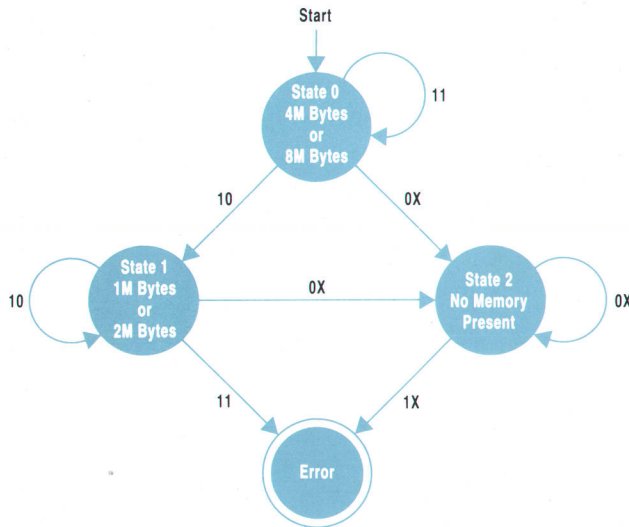 Start
State 0
4M Bytes
or
8M Bytes
11
10
0X
State 1
1M Bytes
or
2M Bytes
10
0X
State 2
No Memory
Present
0X
11
1X
Error